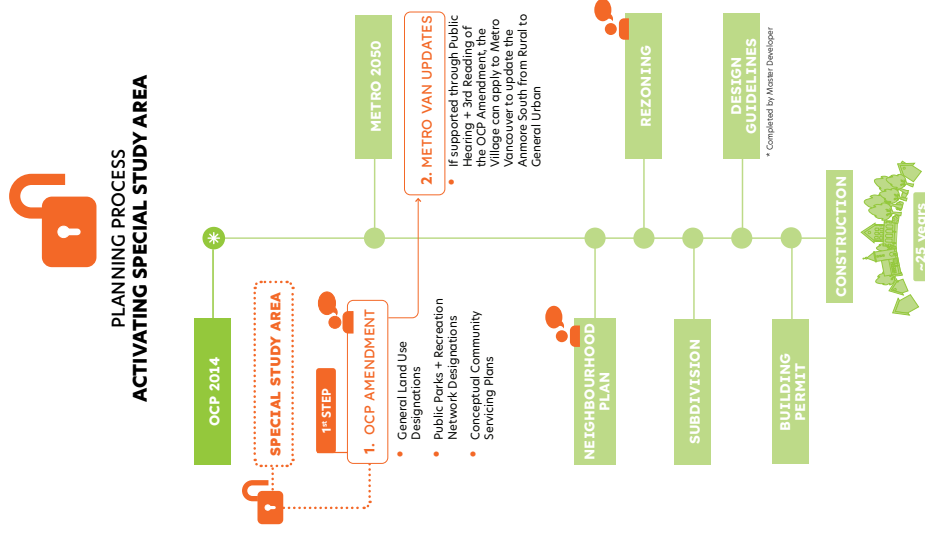 PLANNING PROCESS
ACTIVATING SPECIAL STUDY AREA
OCP 2014
SPECIAL STUDY AREA
1st STEP
1. OCP AMENDMENT
• General Land Use
Designations
• Public Parks + Recreation
Network Designations
• Conceptual Community
Servicing Plans
METRO 2050
2. METRO VAN UPDATES
• If supported through Public
Hearing + 3rd Reading of
the OCP Amendment, the
Village can apply to Metro
Vancouver to update the
Anmore South from Rural to
General Urban
NEIGHBOURHOOD
PLAN
REZONING
SUBDIVISION
DESIGN
GUIDELINES
* Completed by Master Developer
BUILDING
PERMIT
CONSTRUCTION
~25 years